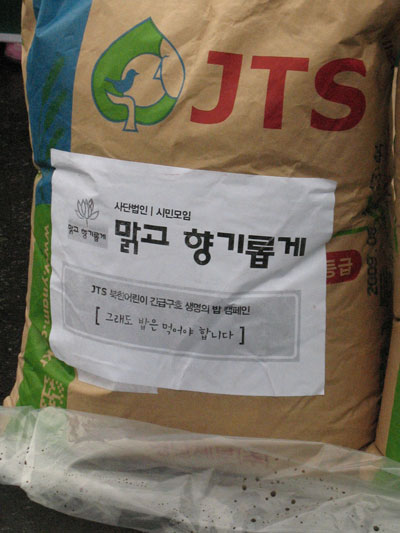 JTS
사단법인 | 시민모임
맑고 향기롭게
맑고 향기롭게
JTS 북한어린이 긴급구호 생명의 밥 캠페인
[ 그래도 밥은 먹어야 합니다 ]
등급